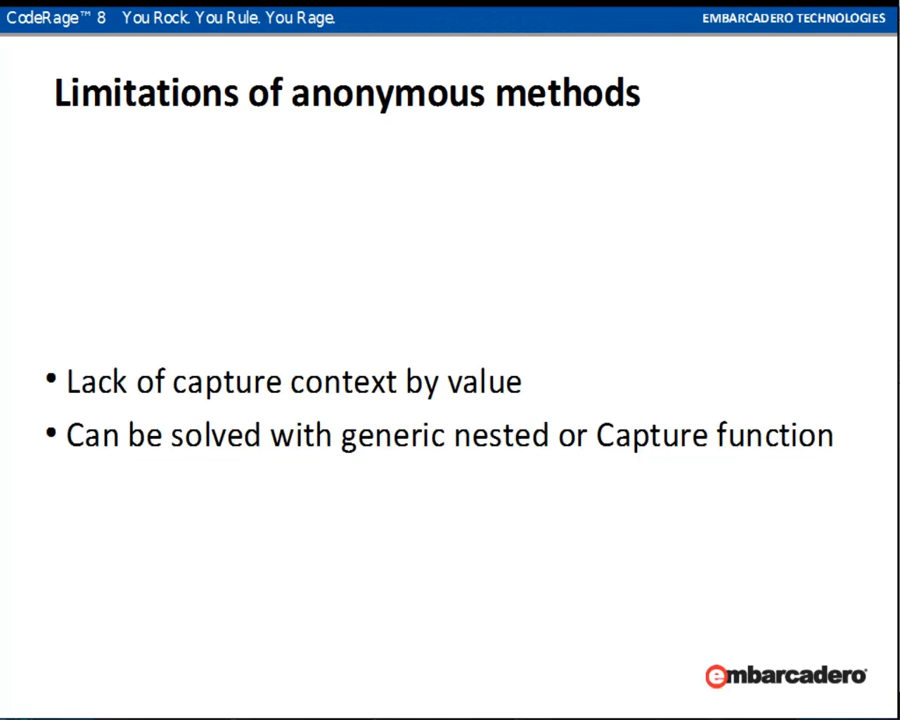 CodeRage™ 8 You Rock. You Rule. You Rage.
EMBARCADERO TECHNOLOGIES
Limitations of anonymous methods
• Lack of capture context by value
• Can be solved with generic nested or Capture function
embarcadero